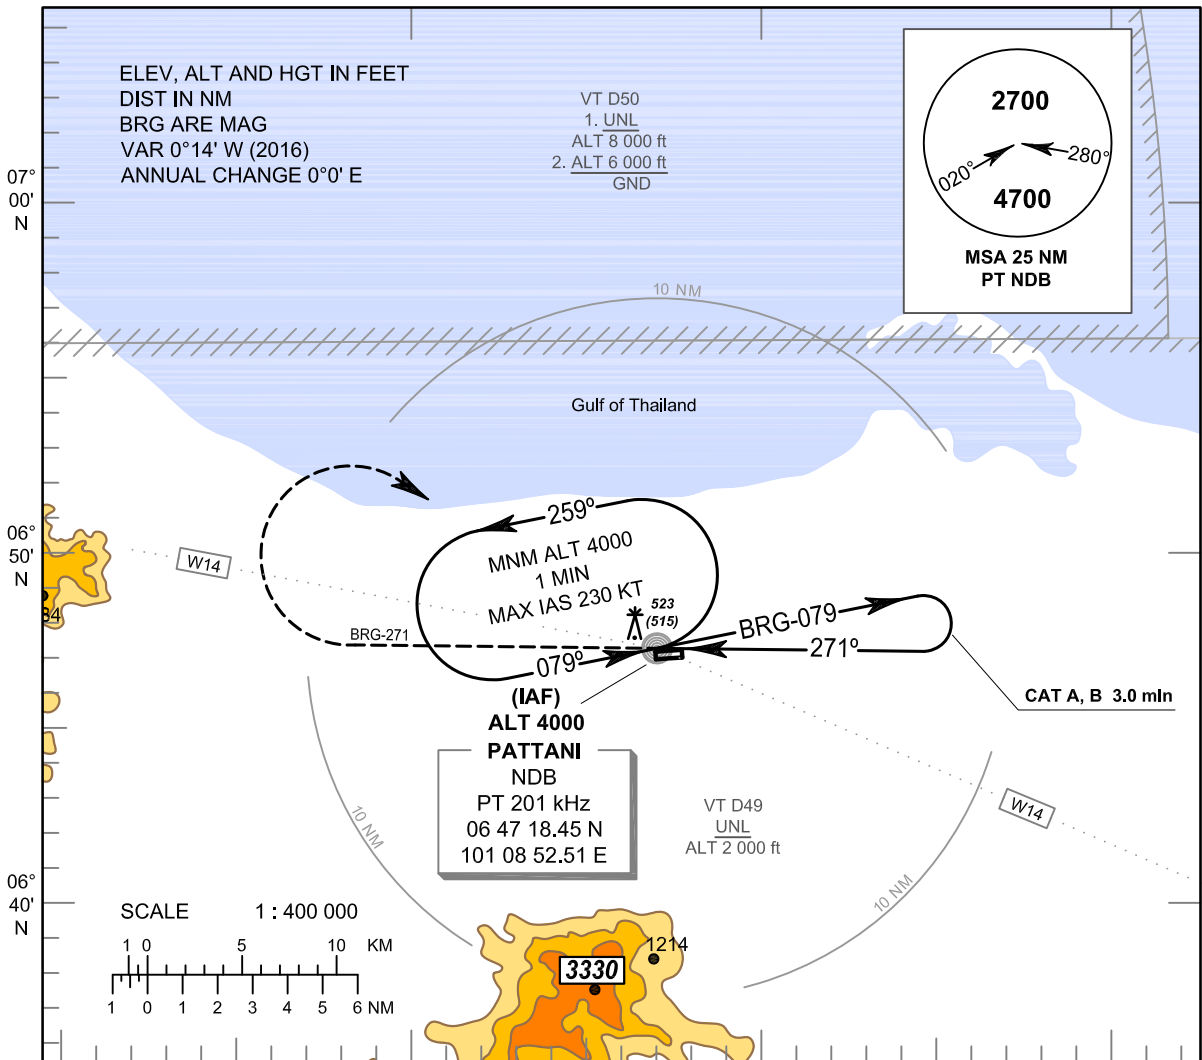 ELEV, ALT AND HGT IN FEET
DIST IN NM
BRG ARE MAG
VAR 0°14' W (2016)
ANNUAL CHANGE 0°0' E
VT D50
1. UNL
ALT 8 000 ft
2. ALT 6 000 ft
GND
2700
020°
280°
4700
MSA 25 NM
PT NDB
07°
00'
N
10 NM
Gulf of Thailand
06°
50'
N
W14
259º
MNM ALT 4000
1 MIN
MAX IAS 230 KT
523
(515)
BRG-079
BRG-271
079º
271º
CAT A, B 3.0 mIn
(IAF)
ALT 4000
PATTANI
NDB
PT 201 kHz
06 47 18.45 N
101 08 52.51 E
VT D49
UNL
ALT 2 000 ft
W14
10 NM
10 NM
06°
40'
N
SCALE 1 : 400 000
1 0 5 10 KM
1 0 1 2 3 4 5 6 NM
1214
3330